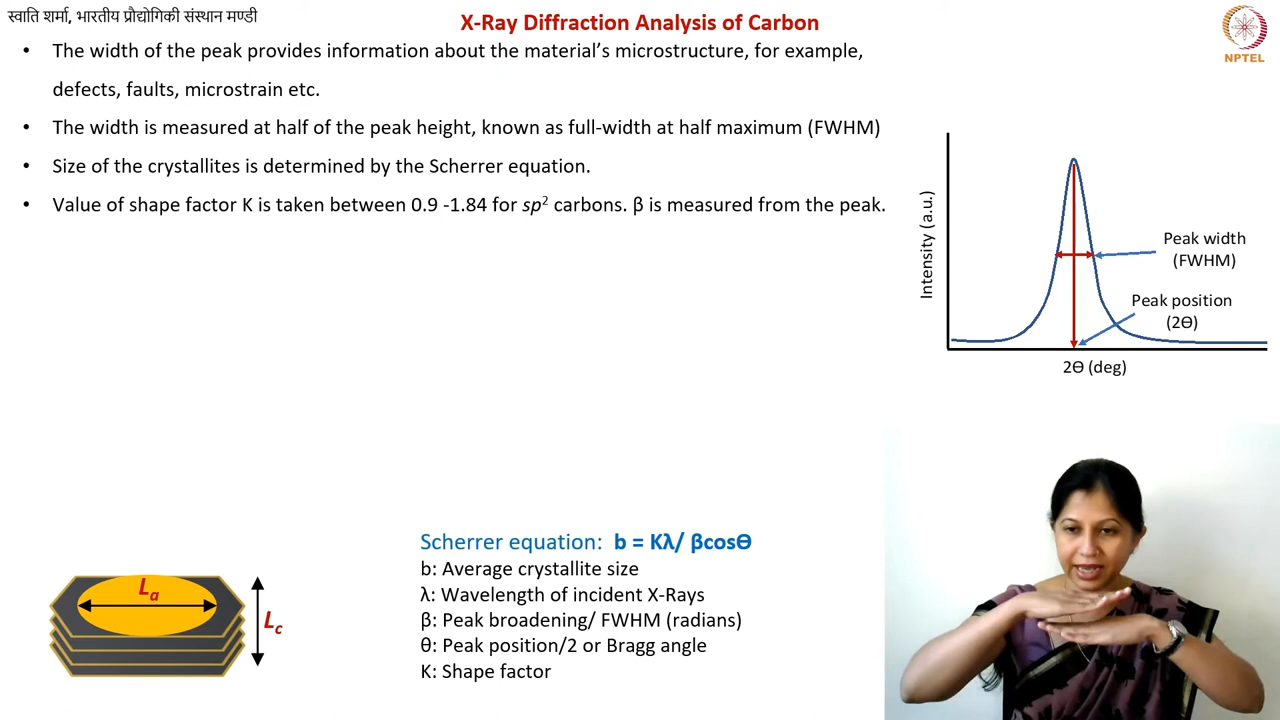 स्वाति शर्मा, भारतीय प्रौद्योगिकी संस्थान मण्डी
X-Ray Diffraction Analysis of Carbon
NPTEL
• The width of the peak provides information about the material’s microstructure, for example,
defects, faults, microstrain etc.
• The width is measured at half of the peak height, known as full-width at half maximum (FWHM)
• Size of the crystallites is determined by the Scherrer equation.
• Value of shape factor K is taken between 0.9 -1.84 for sp² carbons. β is measured from the peak.
Intensity (a.u.)
Peak width
(FWHM)
Peak position
(2Ө)
2Ө (deg)
La
Lc
Scherrer equation: b = Kλ/ βcosӨ
b: Average crystallite size
λ: Wavelength of incident X-Rays
β: Peak broadening/ FWHM (radians)
θ: Peak position/2 or Bragg angle
K: Shape factor